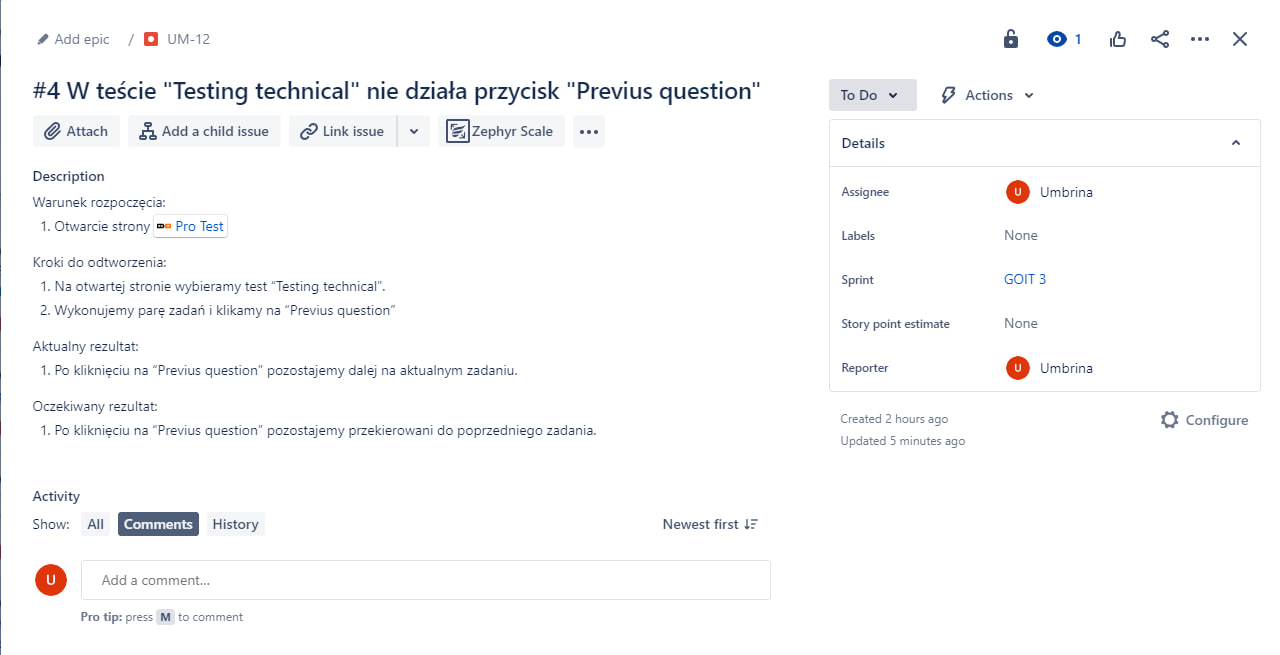 Add epic / UM-12
1
#4 W teście "Testing technical" nie działa przycisk "Previus question"
Attach
Add a child issue
Link issue
Zephyr Scale
Description
Warunek rozpoczęcia:
1. Otwarcie strony Pro Test
Kroki do odtworzenia:
1. Na otwartej stronie wybieramy test “Testing technical”.
2. Wykonujemy parę zadań i klikamy na “Previus question”
Aktualny rezultat:
1. Po kliknięciu na “Previus question” pozostajemy dalej na aktualnym zadaniu.
Oczekiwany rezultat:
1. Po kliknięciu na “Previus question” pozostajemy przekierowani do poprzedniego zadania.
Activity
Show: All Comments History
Newest first
U
Add a comment...
Pro tip: press M to comment
To Do
Actions
Details
Assignee U Umbrina
Labels None
Sprint GOIT 3
Story point estimate None
Reporter U Umbrina
Created 2 hours ago
Updated 5 minutes ago
Configure